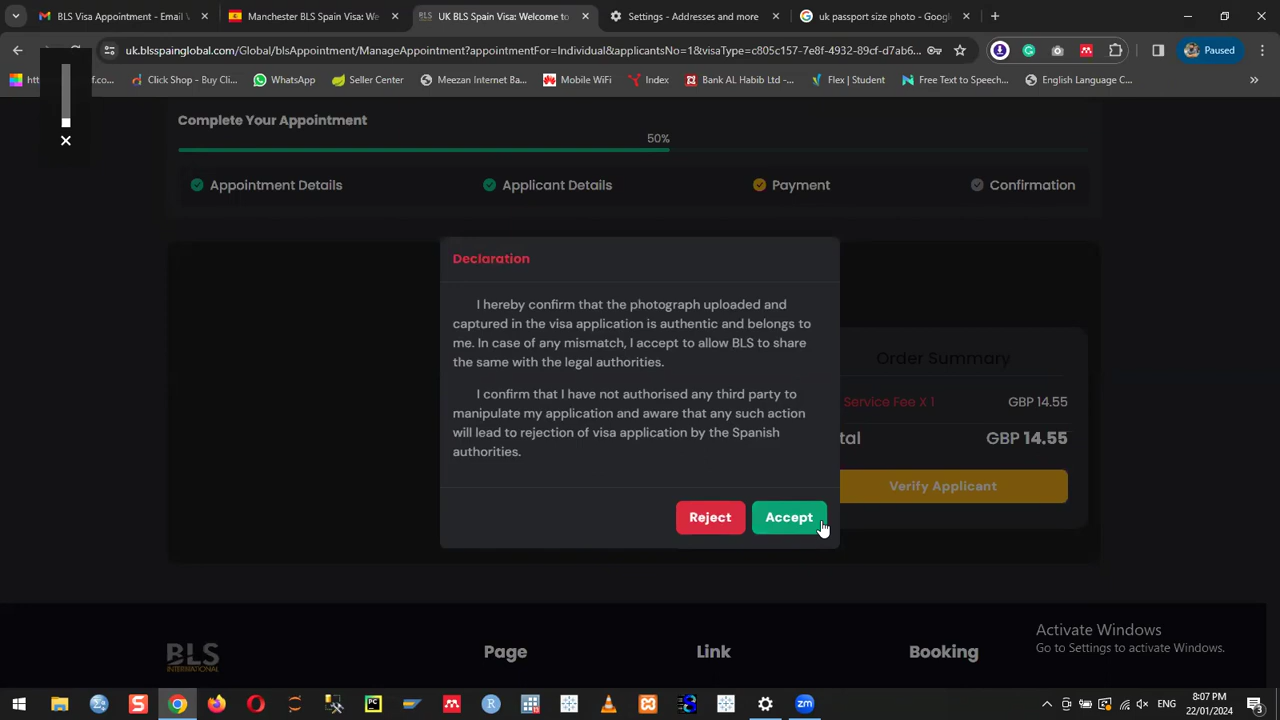 BLS Visa Appointment - Email V
Manchester BLS Spain Visa: We
UK BLS Spain Visa: Welcome to
Settings - Addresses and more
uk passport size photo - Google
uk.blsspainglobal.com/Global/blsAppointment/ManageAppointment?appointmentFor=Individual&applicantsNo=1&visaType=c805c157-7e8f-4932-89cf-d7ab6...
Paused
Click Shop - Buy Cli...
WhatsApp
Seller Center
Meezan Internet Ba...
Mobile WiFi
Index
Bank AL Habib Ltd -...
Flex | Student
Free Text to Speech...
English Language C...
Complete Your Appointment
50%
Appointment Details
Applicant Details
Payment
Confirmation
Declaration
I hereby confirm that the photograph uploaded and
captured in the visa application is authentic and belongs to
me. In case of any mismatch, I accept to allow BLS to share
the same with the legal authorities.
I confirm that I have not authorised any third party to
manipulate my application and aware that any such action
will lead to rejection of visa application by the Spanish
authorities.
Reject
Accept
Order Summary
Service Fee X 1
GBP 14.55
tal
GBP 14.55
Verify Applicant
BLS
INTERNATIONAL
Page
Link
Booking
Activate Windows
Go to Settings to activate Windows.
ENG
8:07 PM
22/01/2024